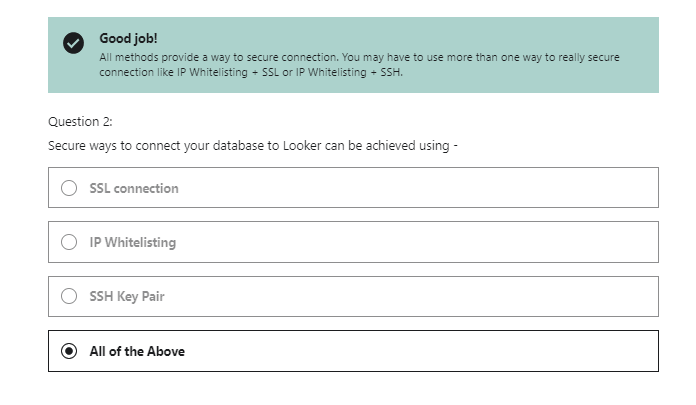 Good job!
All methods provide a way to secure connection. You may have to use more than one way to really secure
connection like IP Whitelisting + SSL or IP Whitelisting + SSH.
Question 2:
Secure ways to connect your database to Looker can be achieved using -
SSL connection
IP Whitelisting
SSH Key Pair
All of the Above